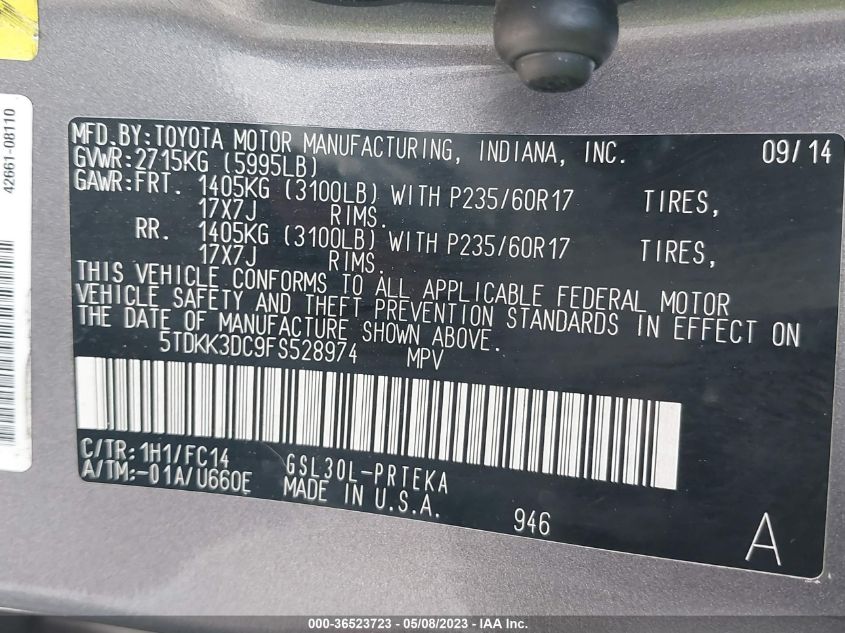 42661-08110
MFD.BY:TOYOTA MOTOR MANUFACTURING, INDIANA, INC. 09/14
GVWR:2715KG (5995LB)
GAWR:FRT. 1405KG (3100LB) WITH P235/60R17 TIRES,
17X7J RIMS.
RR. 1405KG (3100LB) WITH P235/60R17 TIRES,
17X7J RIMS.
THIS VEHICLE CONFORMS TO ALL APPLICABLE FEDERAL MOTOR
VEHICLE SAFETY AND THEFT PREVENTION STANDARDS IN EFFECT ON
THE DATE OF MANUFACTURE SHOWN ABOVE.
5TDKK3DC9FS528974 MPV
C/TR:1H1/FC14 GSL30L-PRTEKA
A/TM:-01A/U660E MADE IN U.S.A.
946 A
000-36523723 — 05/08/2023 — IAA Inc.